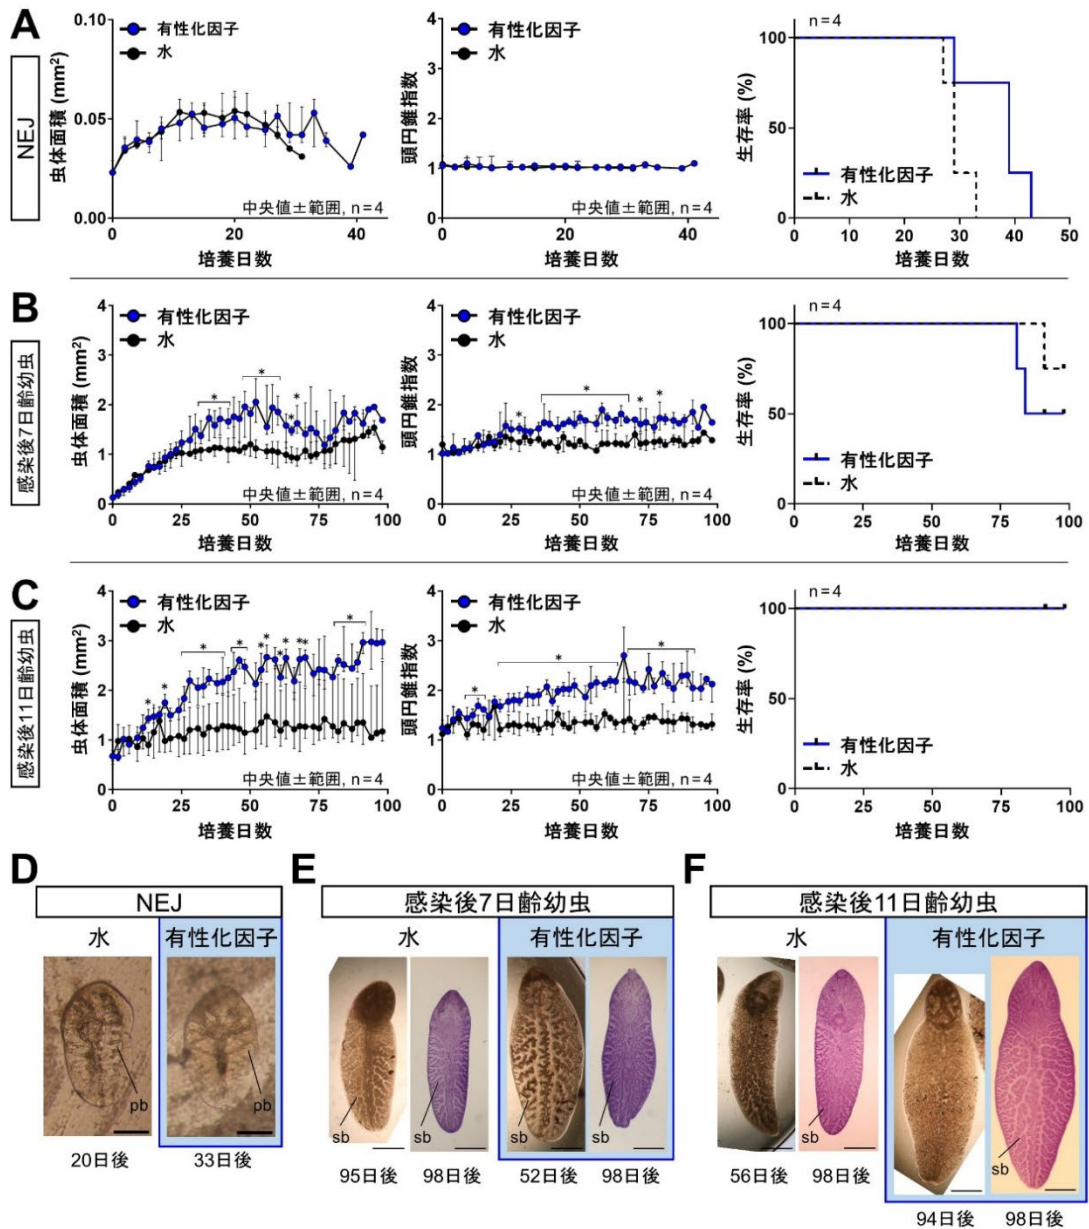 A
NEJ
虫体面積 (mm²)
0.10
0.05
0.00
有性化因子
水
中央値±範囲, n=4
0
20
40
培養日数
頭円錐指数
4
3
2
1
0
有性化因子
水
中央値±範囲, n=4
0
20
40
培養日数
生存率 (%)
n=4
100
50
0
有性化因子
水
0 10 20 30 40 50
培養日数
B
感染後7日齢幼虫
虫体面積 (mm²)
4
3
2
1
0
有性化因子
水
*
*
*
*
中央値±範囲, n=4
0 25 50 75 100
培養日数
頭円錐指数
4
3
2
1
0
有性化因子
水
*
*
*
*
中央値±範囲, n=4
0 25 50 75 100
培養日数
生存率 (%)
n=4
100
50
0
有性化因子
水
0 25 50 75 100
培養日数
C
感染後11日齢幼虫
虫体面積 (mm²)
4
3
2
1
0
有性化因子
水
*
*
*
*
*
*
*
*
*
*
*
中央値±範囲, n=4
0 25 50 75 100
培養日数
頭円錐指数
4
3
2
1
0
有性化因子
水
*
*
*
中央値±範囲, n=4
0 25 50 75 100
培養日数
生存率 (%)
n=4
100
50
0
有性化因子
水
0 25 50 75 100
培養日数
D
NEJ
水
有性化因子
pb
pb
20日後
33日後
E
感染後7日齢幼虫
水
有性化因子
sb
sb
sb
sb
95日後
98日後
52日後
98日後
F
感染後11日齢幼虫
水
有性化因子
sb
sb
56日後
98日後
94日後
98日後